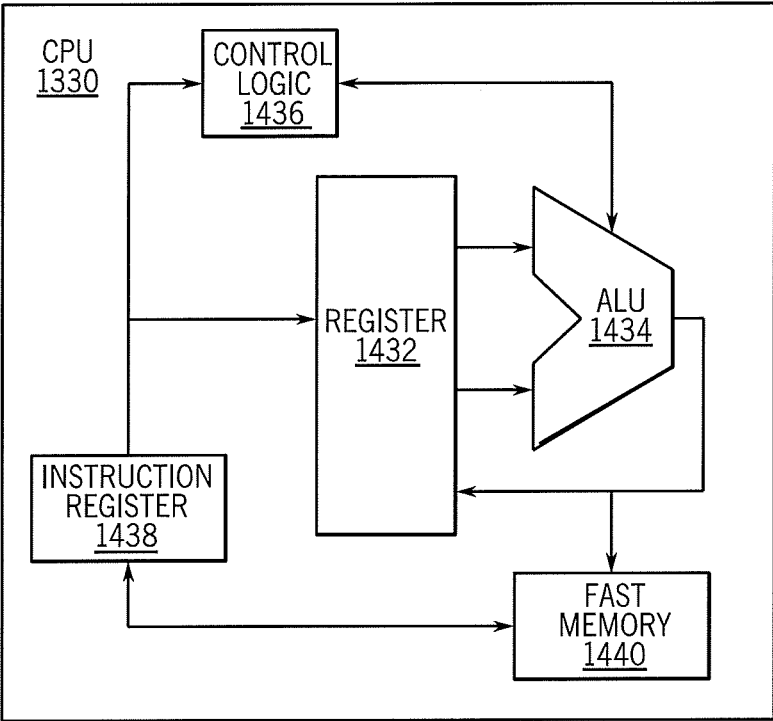 CPU
1330
CONTROL
LOGIC
1436
REGISTER
1432
ALU
1434
INSTRUCTION
REGISTER
1438
FAST
MEMORY
1440